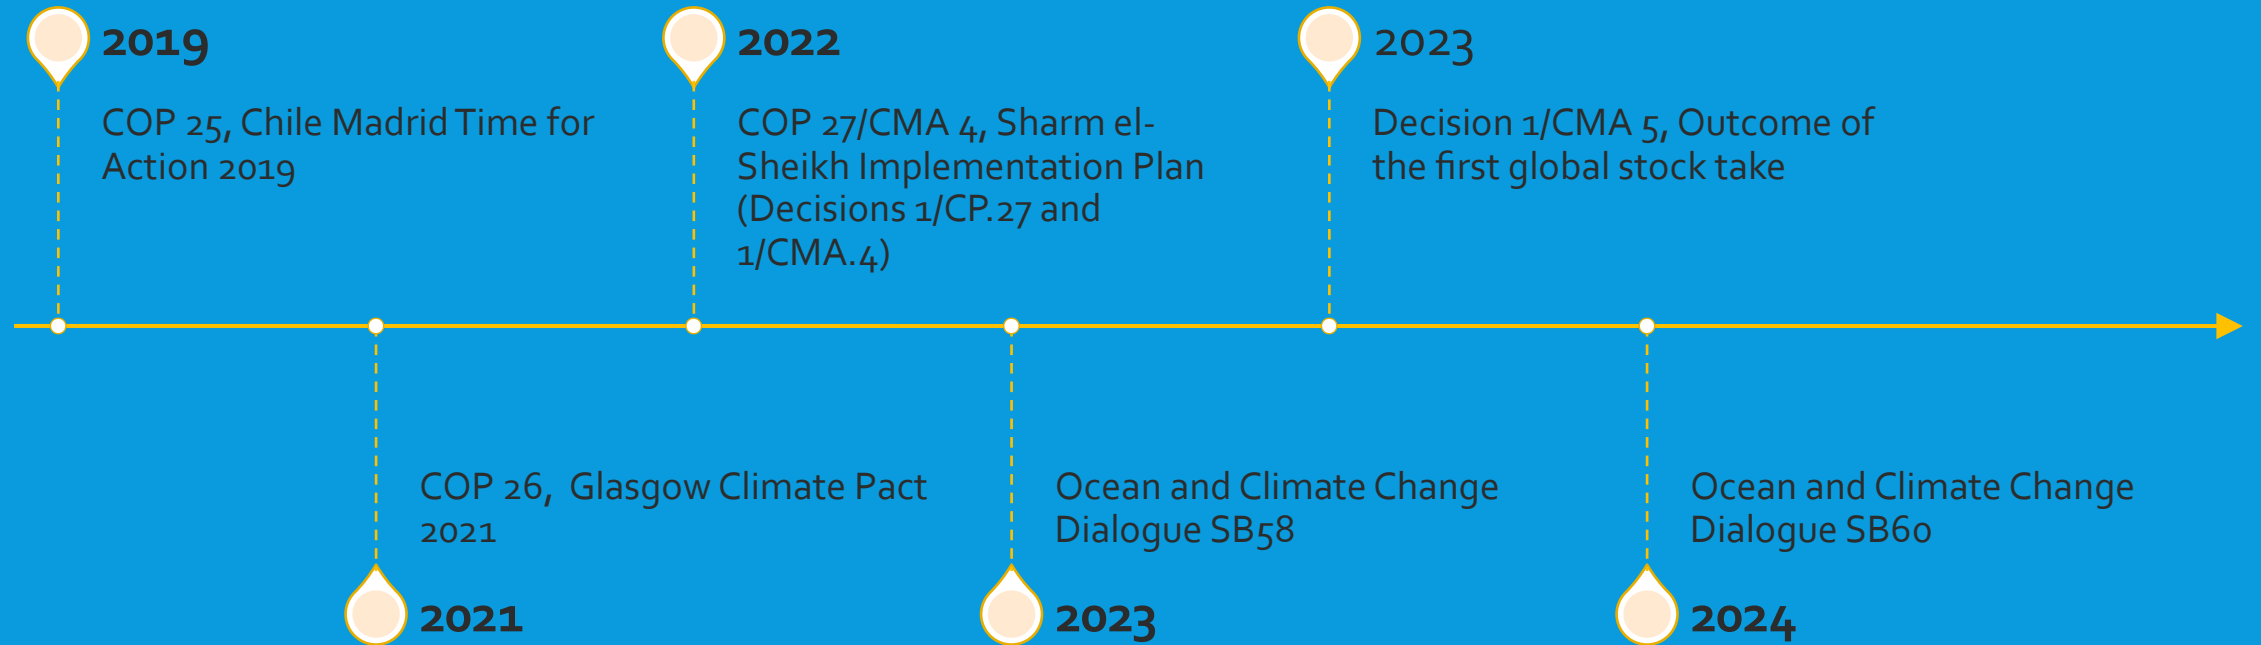 2019
COP 25, Chile Madrid Time for
Action 2019
2021
COP 26, Glasgow Climate Pact
2021
2022
COP 27/CMA 4, Sharm el-
Sheikh Implementation Plan
(Decisions 1/CP.27 and
1/CMA.4)
2023
Ocean and Climate Change
Dialogue SB58
2023
Decision 1/CMA 5, Outcome of
the first global stock take
2024
Ocean and Climate Change
Dialogue SB60